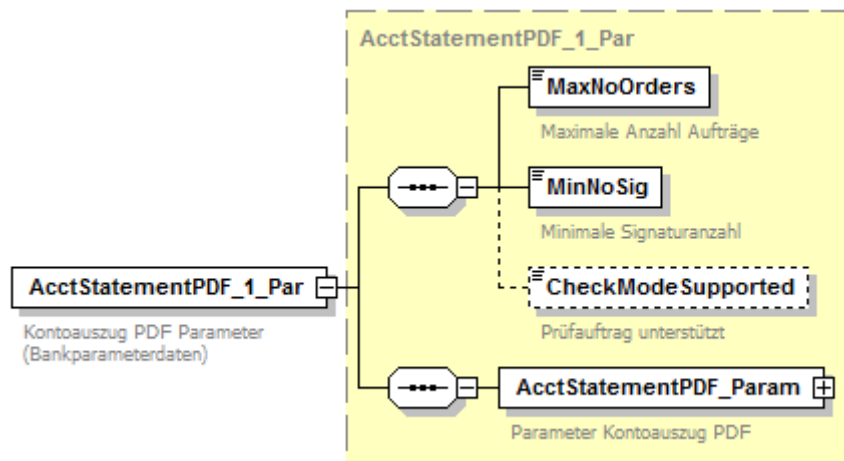 AcctStatementPDF_1_Par
MaxNoOrders
Maximale Anzahl Aufträge
MinNoSig
Minimale Signaturanzahl
CheckModeSupported
Prüfauftrag unterstützt
AcctStatementPDF_1_Par
Kontoauszug PDF Parameter
(Bankparameterdaten)
AcctStatementPDF_Param
Parameter Kontoauszug PDF